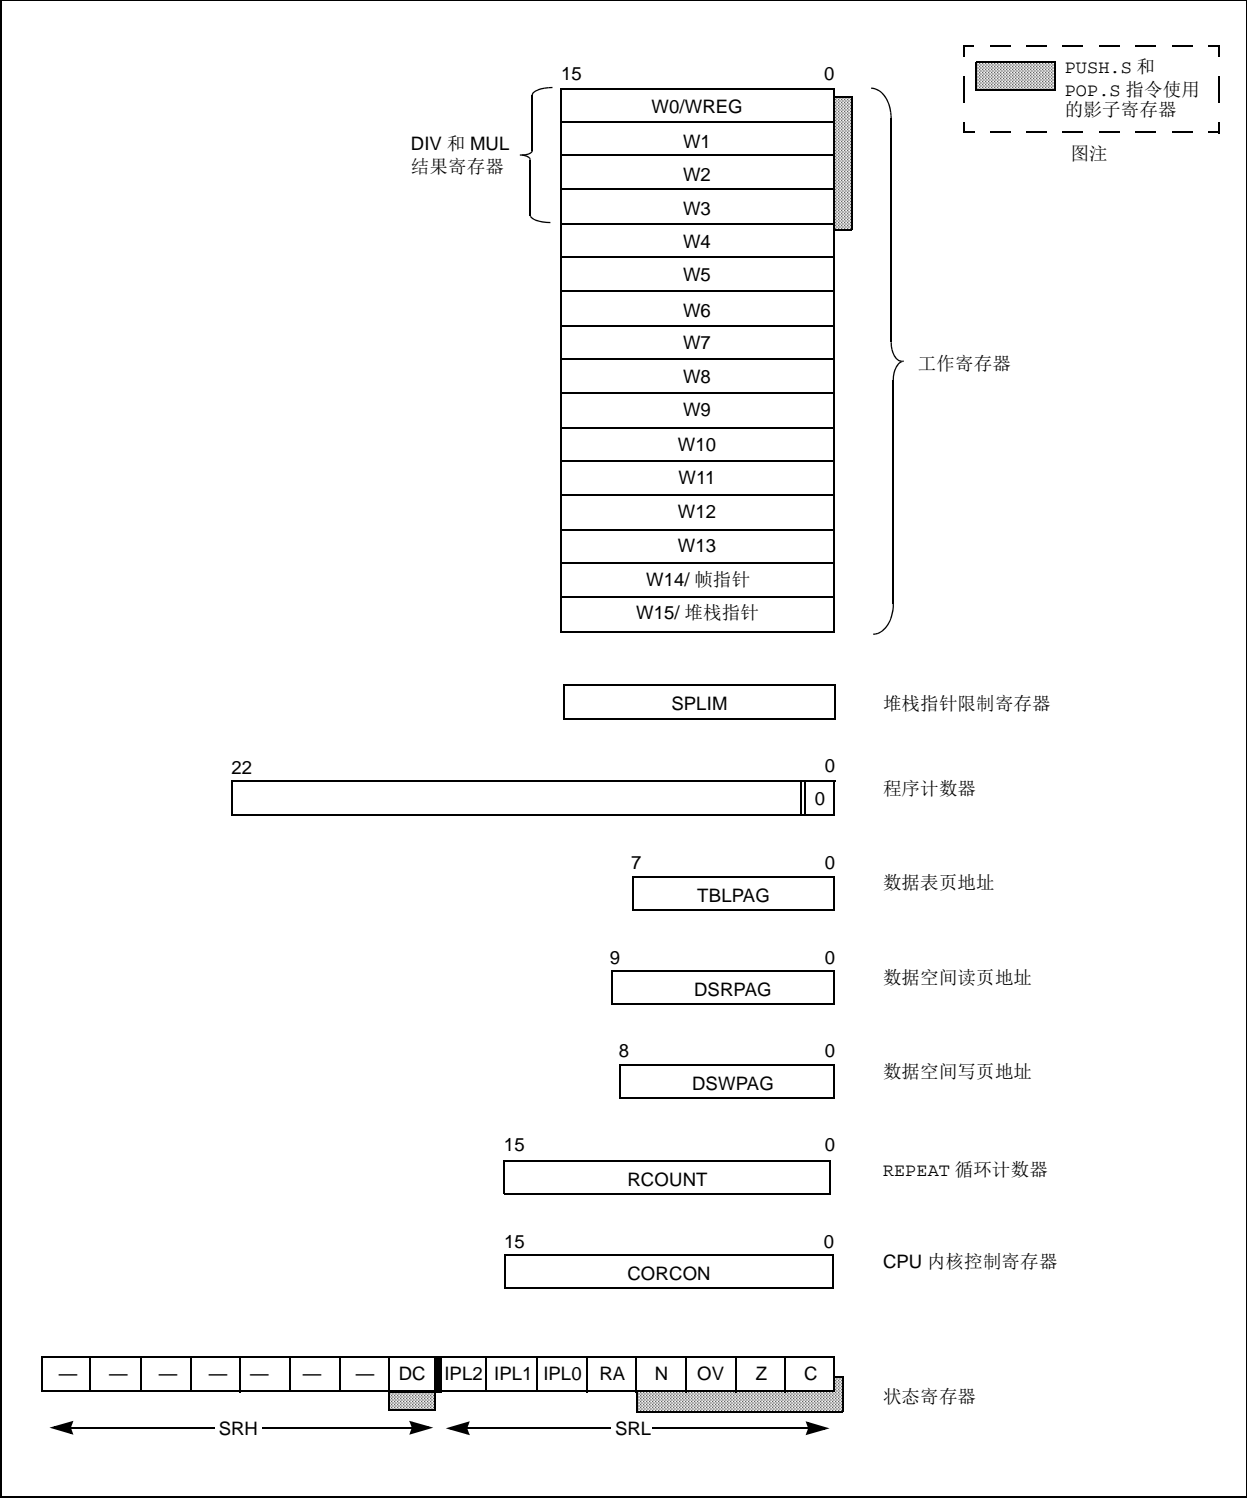 PUSH.S 和
POP.S 指令使用
的影子寄存器
图注
15 0
DIV 和 MUL
结果寄存器
W0/WREG
W1
W2
W3
W4
W5
W6
W7
W8
W9
W10
W11
W12
W13
W14/ 帧指针
W15/ 堆栈指针
工作寄存器
SPLIM
堆栈指针限制寄存器
22 0
0
程序计数器
7 0
TBLPAG
数据表页地址
9 0
DSRPAG
数据空间读页地址
8 0
DSWPAG
数据空间写页地址
15 0
RCOUNT
REPEAT 循环计数器
15 0
CORCON
CPU 内核控制寄存器
— — — — — — — DC IPL2 IPL1 IPL0 RA N OV Z C
状态寄存器
SRH SRL